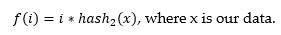 f(i) = i * hash₂(x), where x is our data.